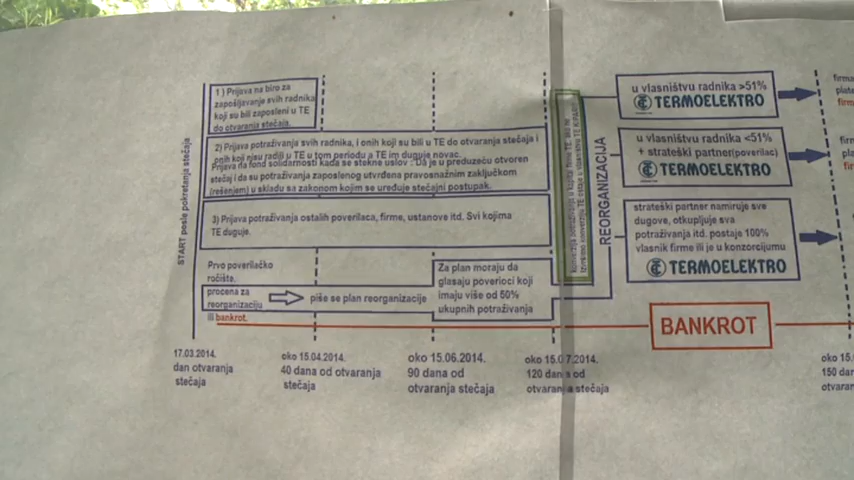 START posle pokretanja stečaja
1 ) Prijava na biro za
zapošljavanje svih radnika
koji su bili zaposleni u TE
do otvaranja stečaja.
2) Prijava potraživanja svih radnika, i onih koji su bili u TE do otvaranja stečaja i
onih koji nisu radili u TE u tom periodu a TE im duguje novac.
Prijava na fond solidarnosti kada se stekne uslov : Da je u preduzeću otvoren
stečaj i da su potraživanja zaposlenog utvrđena pravosnažnim zaključkom
(rešenjem) u skladu sa zakonom kojim se uređuje stečajni postupak.
3) Prijava potraživanja ostalih poverilaca, firme, ustanove itd. Svi kojima
TE duguje.
Prvo poverilačko
ročište.
procena za
reorganizaciju
ili bankrot.
piše se plan reorganizacije
Za plan moraju da
glasaju poverioci koji
imaju više od 50%
ukupnih potraživanja
REORGANIZACIJA
u vlasništvu radnika >51%
TERMOELEKTRO
u vlasništvu radnika <51%
+ strateški partner(poverilac)
TERMOELEKTRO
strateški partner namiruje sve
dugove, otkupljuje sva
potraživanja itd. postaje 100%
vlasnik firme ili je u konzorcijumu
TERMOELEKTRO
BANKROT
17.03.2014.
dan otvaranja
stečaja
oko 15.04.2014.
40 dana od otvaranja
stečaja
oko 15.06.2014.
90 dana od
otvaranja stečaja
oko 15.07.2014.
120 dana od
otvaranja stečaja
oko 15
150 dan
otvaran